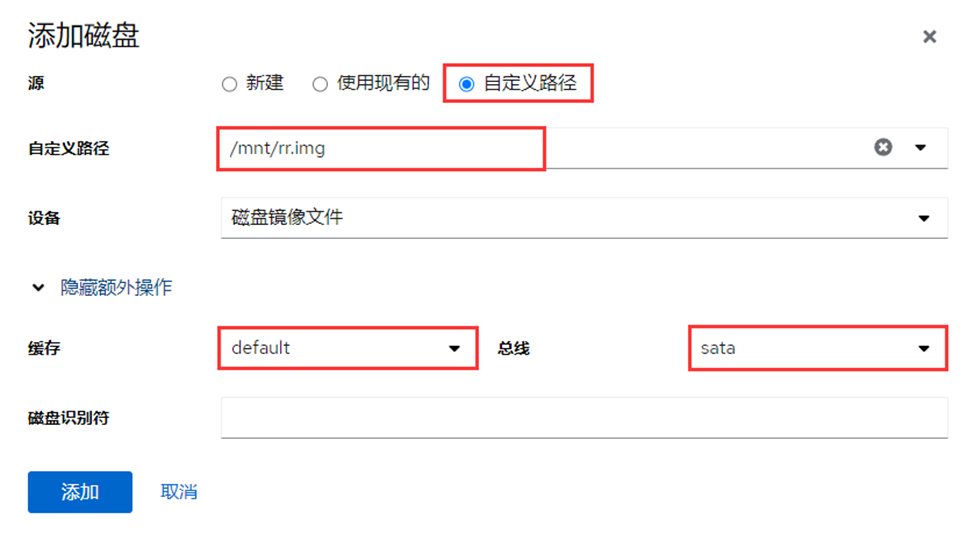 添加磁盘
源 新建 使用现有的 自定义路径
自定义路径 /mnt/rr.img
设备 磁盘镜像文件
隐藏额外操作
缓存 default 总线 sata
磁盘识别符
添加 取消